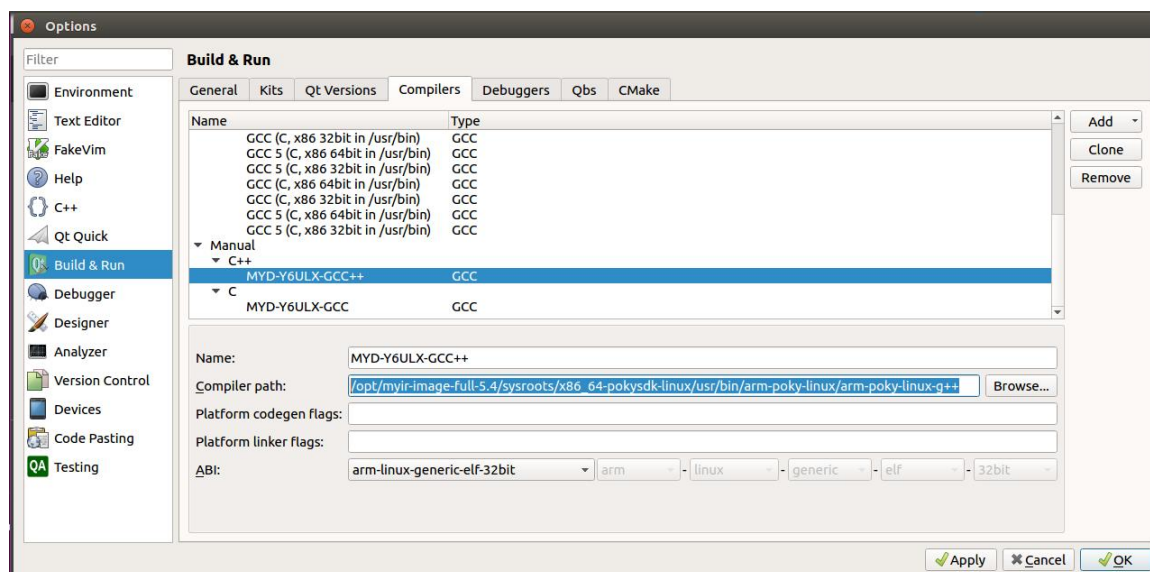 Options
Filter
Environment
Text Editor
FakeVim
Help
C++
Qt Quick
Build & Run
Debugger
Designer
Analyzer
Version Control
Devices
Code Pasting
Testing
Build & Run
General Kits Qt Versions Compilers Debuggers Qbs CMake
Name Type
GCC (C, x86 32bit in /usr/bin) GCC
GCC 5 (C, x86 64bit in /usr/bin) GCC
GCC 5 (C, x86 32bit in /usr/bin) GCC
GCC (C, x86 64bit in /usr/bin) GCC
GCC (C, x86 32bit in /usr/bin) GCC
GCC 5 (C, x86 64bit in /usr/bin) GCC
GCC 5 (C, x86 32bit in /usr/bin) GCC
Manual
C++
MYD-Y6ULX-GCC++ GCC
C
MYD-Y6ULX-GCC GCC
Add
Clone
Remove
Name: MYD-Y6ULX-GCC++
Compiler path: /opt/myir-image-full-5.4/sysroots/x86_64-pokysdk-linux/usr/bin/arm-poky-linux/arm-poky-linux-g++ Browse...
Platform codegen flags:
Platform linker flags:
ABI: arm-linux-generic-elf-32bit arm - linux - generic - elf - 32bit
Apply Cancel OK